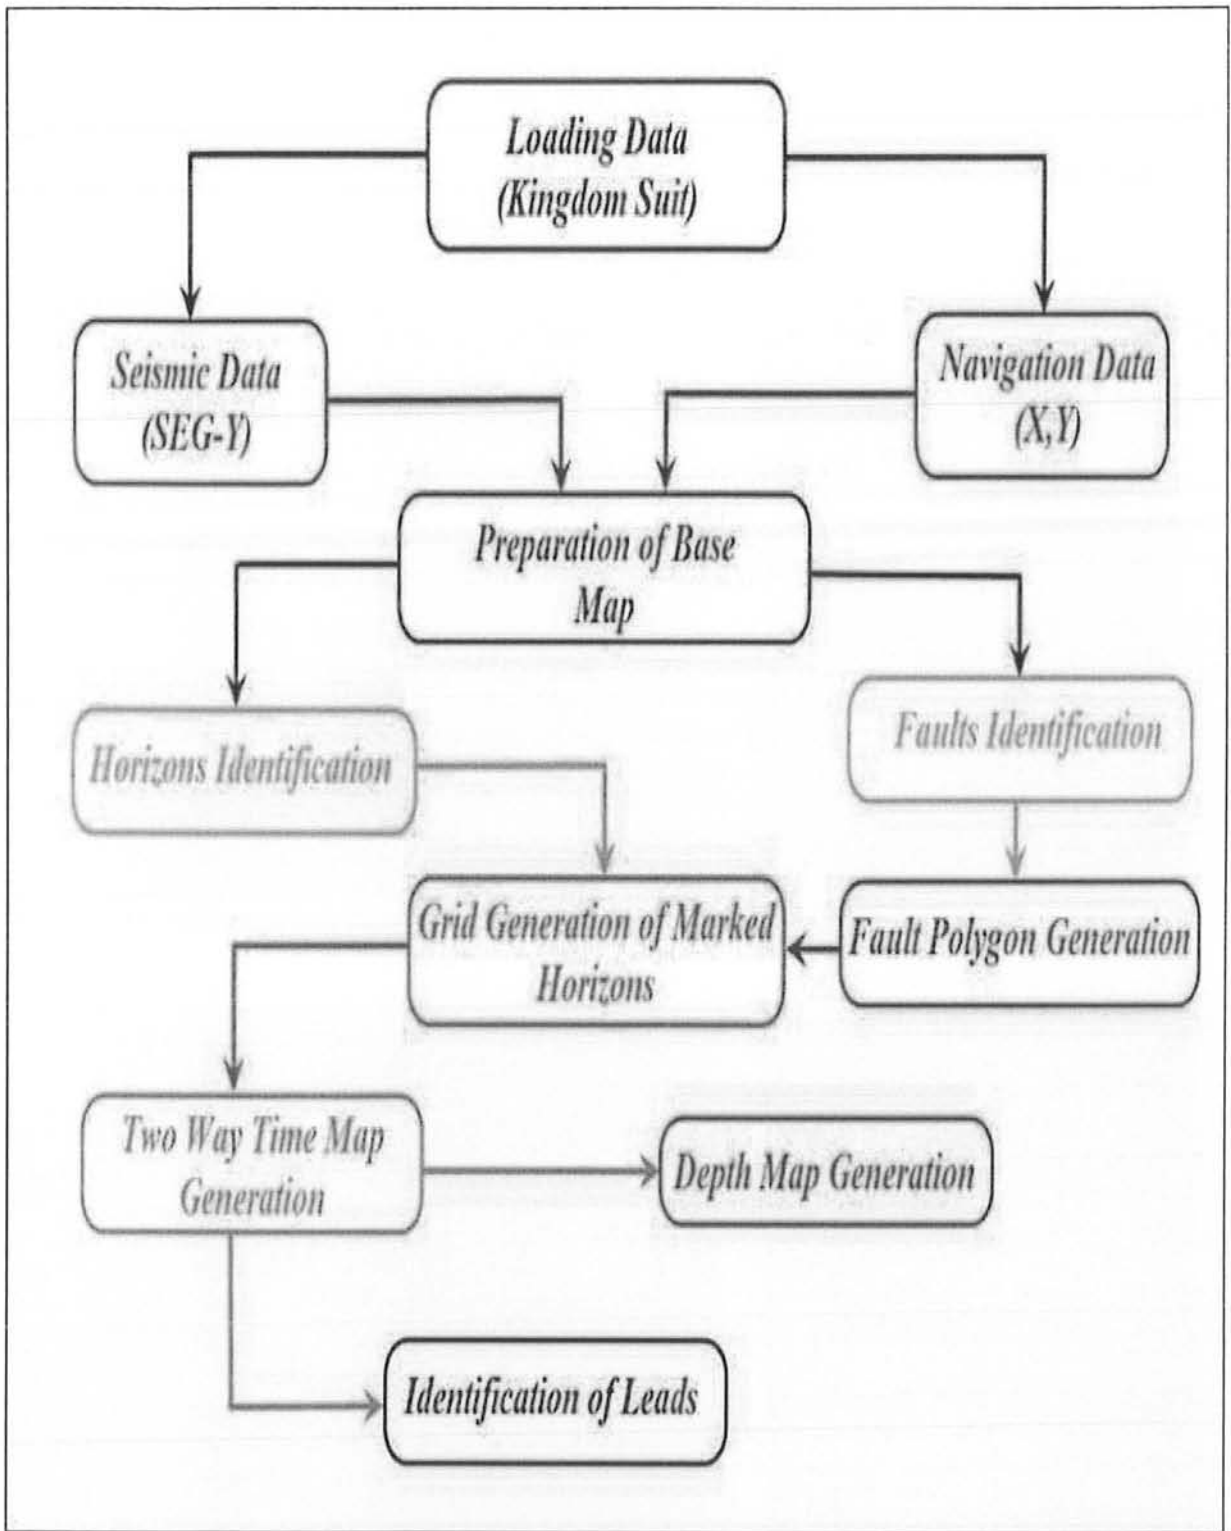 Loading Data
(Kingdom Suit)
Seismic Data
(SEG-Y)
Navigation Data
(X,Y)
Preparation of Base
Map
Horizons Identification
Faults Identification
Grid Generation of Marked
Horizons
Fault Polygon Generation
Two Way Time Map
Generation
Depth Map Generation
Identification of Leads